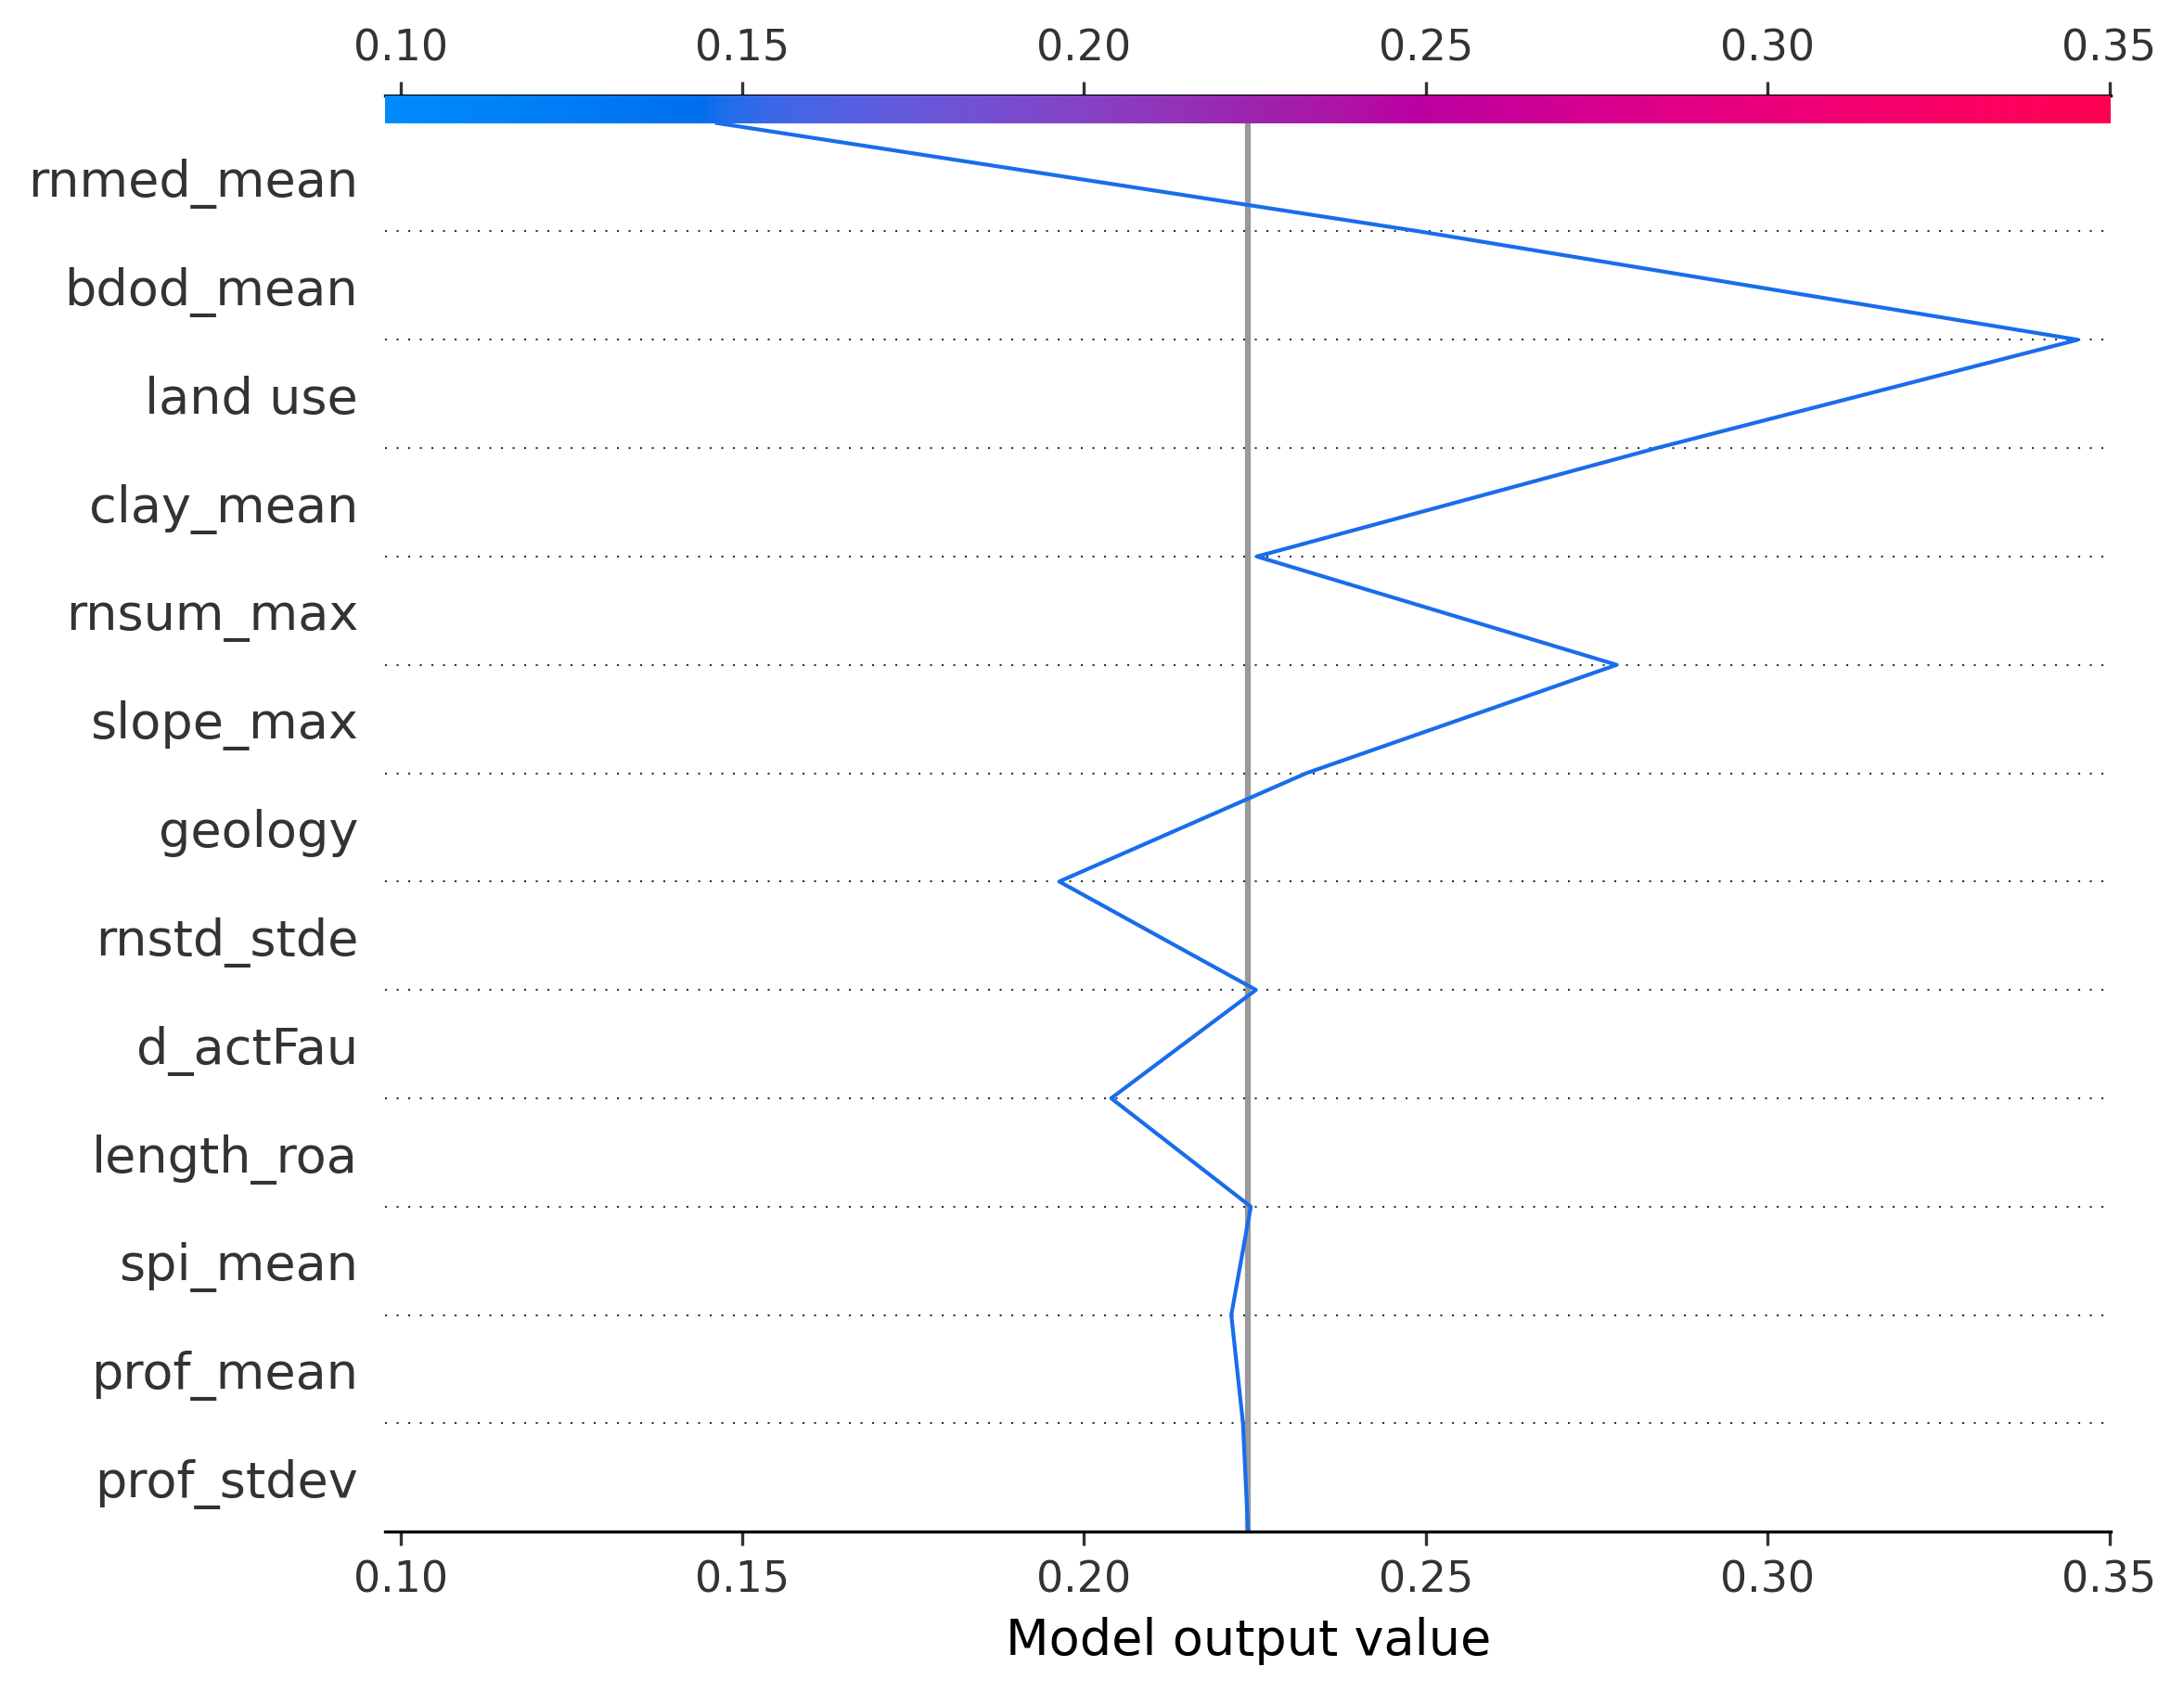 0.10 0.15 0.20 0.25 0.30 0.35
rnmed_mean
bdod_mean
land use
clay_mean
rnsum_max
slope_max
geology
rnstd_stde
d_actFau
length_roa
spi_mean
prof_mean
prof_stdev
0.10 0.15 0.20 0.25 0.30 0.35
Model output value